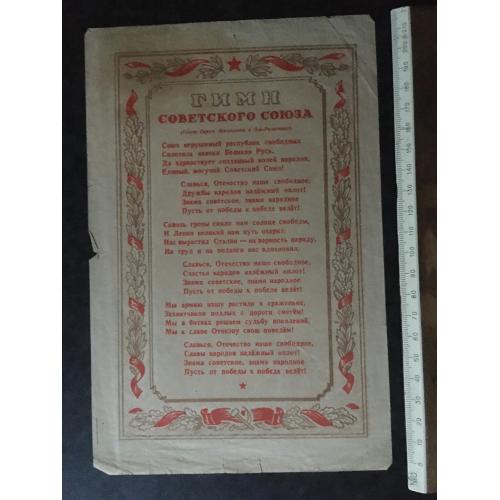 ГИМН
СОВЕТСКОГО СОЮЗА
Союз нерушимый республик свободных
Сплотила навеки Великая Русь.
Да здравствует созданный волей народов,
Единый, могучий Советский Союз!
Славься, Отечество наше свободное,
Дружбы народов надёжный оплот!
Знамя советское, знамя народное
Пусть от победы к победе ведёт!
Сквозь грозы сияло нам солнце свободы,
И Ленин великий нам путь озарил:
Нас вырастил Сталин — на верность народу,
На труд и на подвиги нас вдохновил.
Славься, Отечество наше свободное,
Счастья народов надёжный оплот!
Знамя советское, знамя народное
Пусть от победы к победе ведёт!
Мы армию нашу растили в сраженьях,
Захватчиков подлых с дороги сметём!
Мы в битвах решаем судьбу поколений,
Мы к славе Отчизну свою поведём!
Славься, Отечество наше свободное,
Славы народов надёжный оплот!
Знамя советское, знамя народное
Пусть от победы к победе ведёт!